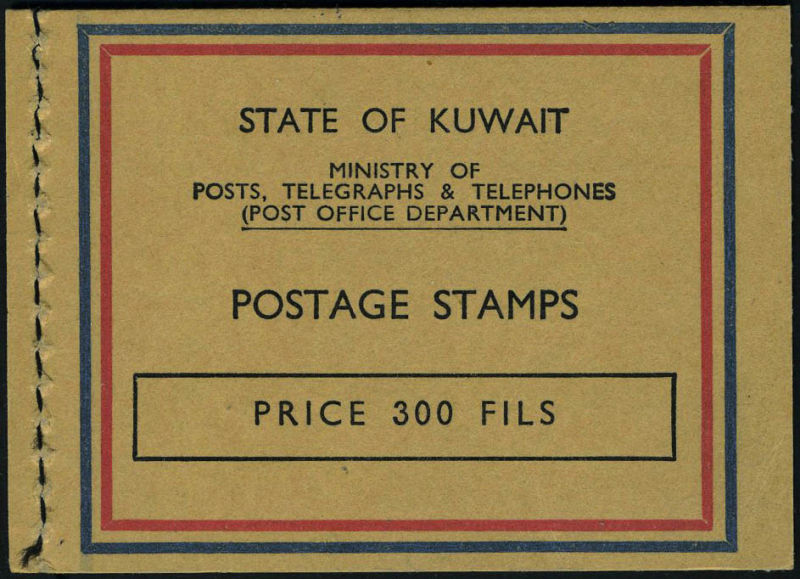 STATE OF KUWAIT
MINISTRY OF
POSTS, TELEGRAPHS & TELEPHONES
(POST OFFICE DEPARTMENT)
POSTAGE STAMPS
PRICE 300 FILS